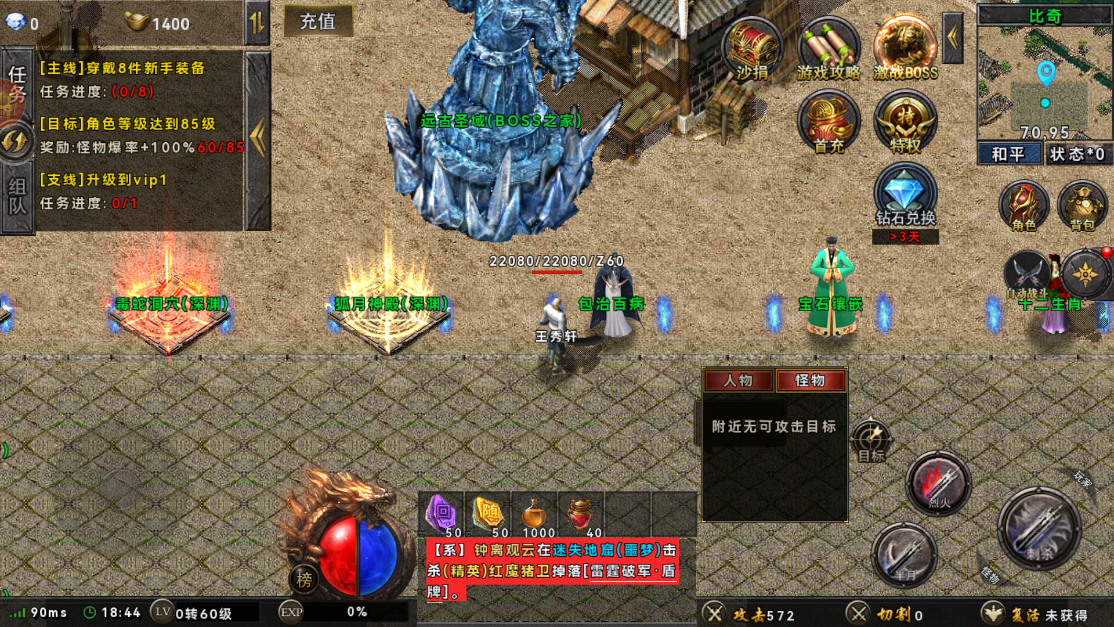 0
1400
充值
任务
[主线]穿戴8件新手装备
任务进度: (0/8)
[目标]角色等级达到85级
奖励:怪物爆率+100%60/85
组队
[支线]升级到vip1
任务进度: 0/1
远古圣域(BOSS之家)
沙捐
游戏攻略
激战BOSS
首充
特
特权
钻石兑换
>3天
比奇
70,95
和平
状态*0
角色
背包
自动战斗
22080/22080/Z60
毒蛇洞穴(深渊)
狐月神殿(深渊)
包治百病
宝石镶嵌
十二生肖
王秀轩
人物
怪物
附近无可攻击目标
目标
烈火
玩家
刺杀
半月
怪物
回
50
随
50
1000
40
【系】钟离观云在迷失地窟(噩梦)击
杀(精英)红魔猪卫掉落[雷霆破军·盾
牌]。
榜
90ms
18:44
LV
0转60级
EXP
0%
攻击572
切割0
复活 未获得